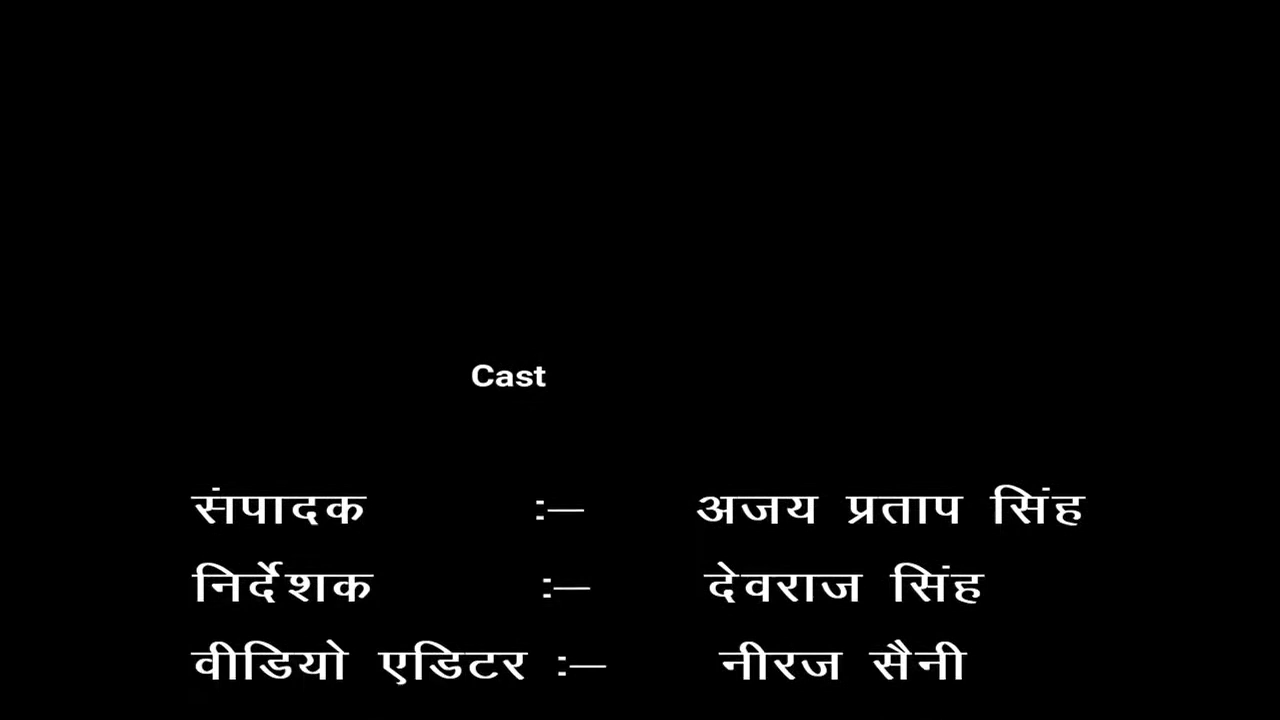 Cast
संपादक :— अजय प्रताप सिंह
निर्देशक :— देवराज सिंह
वीडियो एडिटर :— नीरज सैनी